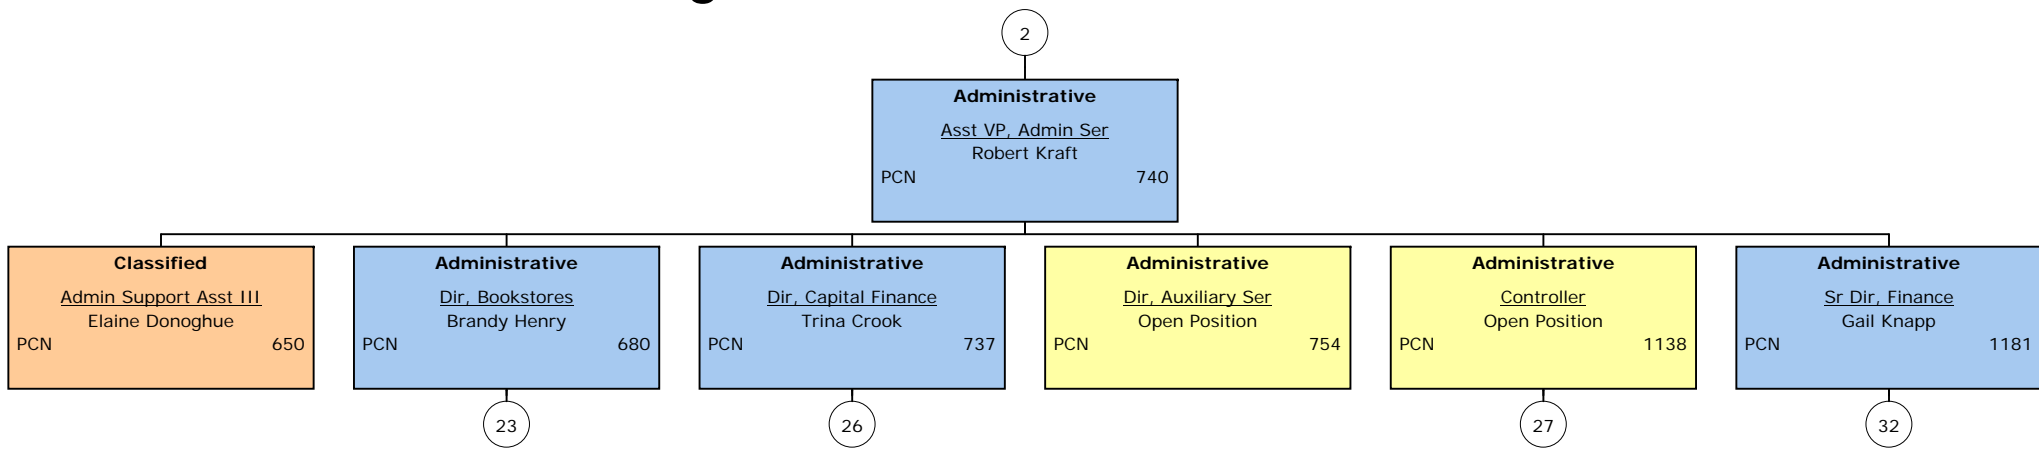 2
Administrative
Asst VP, Admin Ser
Robert Kraft
PCN 740
Classified
Admin Support Asst III
Elaine Donoghue
PCN 650
Administrative
Dir, Bookstores
Brandy Henry
PCN 680
23
Administrative
Dir, Capital Finance
Trina Crook
PCN 737
26
Administrative
Dir, Auxiliary Ser
Open Position
PCN 754
Administrative
Controller
Open Position
PCN 1138
27
Administrative
Sr Dir, Finance
Gail Knapp
PCN 1181
32